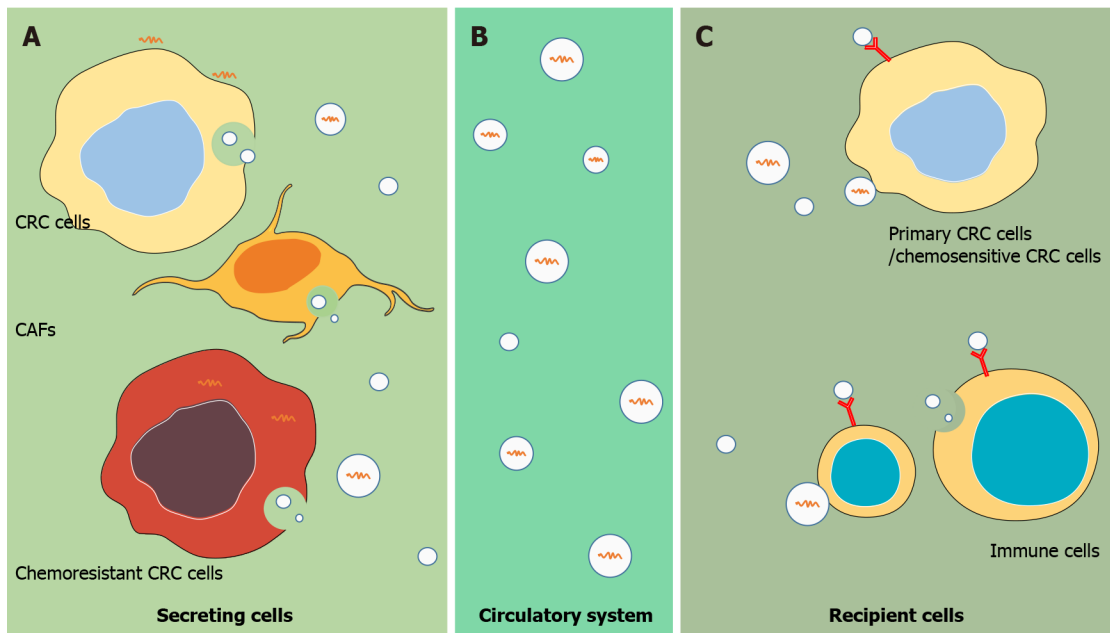 A
B
C
CRC cells
CAFs
Chemoresistant CRC cells
Secreting cells
Circulatory system
Primary CRC cells
/chemosensitive CRC cells
Immune cells
Recipient cells